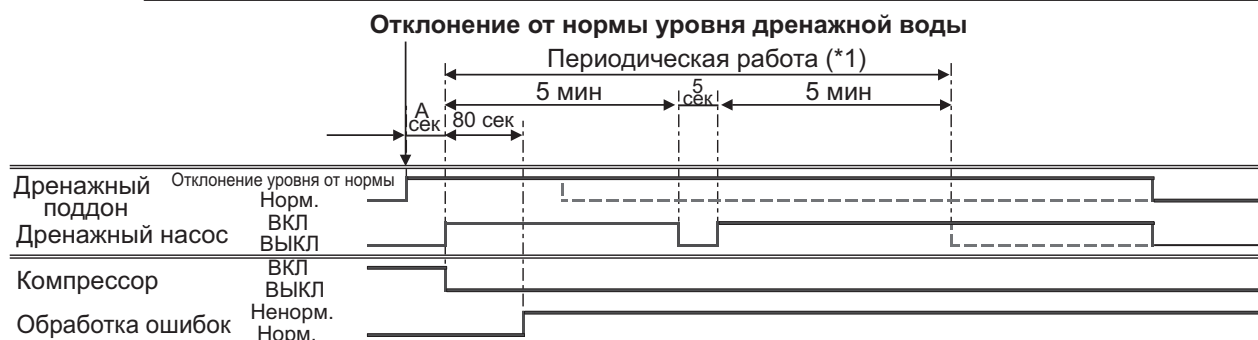 Отклонение от нормы уровня дренажной воды
Периодическая работа (*1)
5 мин
5 сек
5 мин
А сек
80 сек
Дренажный поддон
Отклонение уровня от нормы
Норм.
Дренажный насос
ВКЛ
ВЫКЛ
Компрессор
ВКЛ
ВЫКЛ
Обработка ошибок
Ненорм.
Норм.